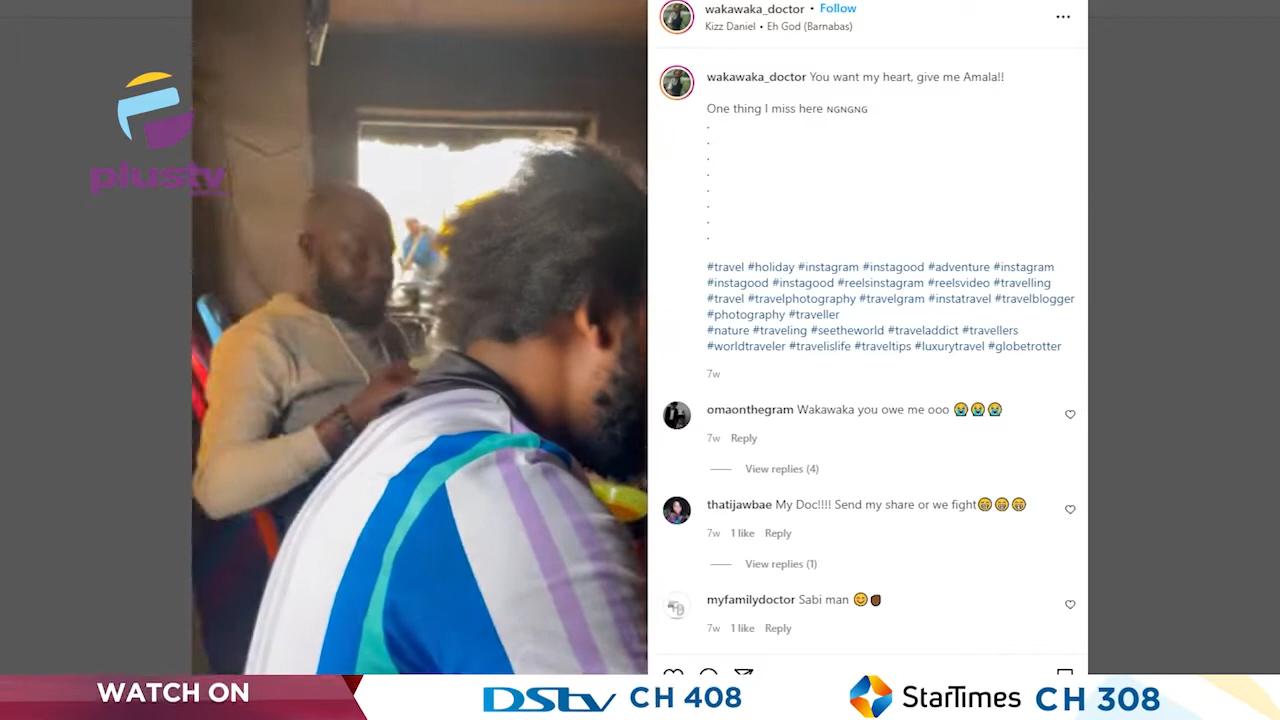 plustv
wakawaka_doctor • Follow
Kizz Daniel • Eh God (Barnabas)
wakawaka_doctor You want my heart, give me Amala!!
One thing I miss here NGNGNG
.
.
.
.
.
.
.
.
#travel #holiday #instagram #instagood #adventure #instagram
#instagood #instagood #reelsinstagram #reelsvideo #travelling
#travel #travelphotography #travelgram #instatravel #travelblogger
#photography #traveller
#nature #traveling #seetheworld #traveladdict #travellers
#worldtraveler #travelislife #traveltips #luxurytravel #globetrotter
7w
omaonthegram Wakawaka you owe me ooo 😭😭😭
7w Reply
View replies (4)
thatijawbae My Doc!!!! Send my share or we fight😁😁😁
7w 1 like Reply
View replies (1)
myfamilydoctor Sabi man 😊✊🏿
7w 1 like Reply
WATCH ON
DStv CH 408
StarTimes CH 308